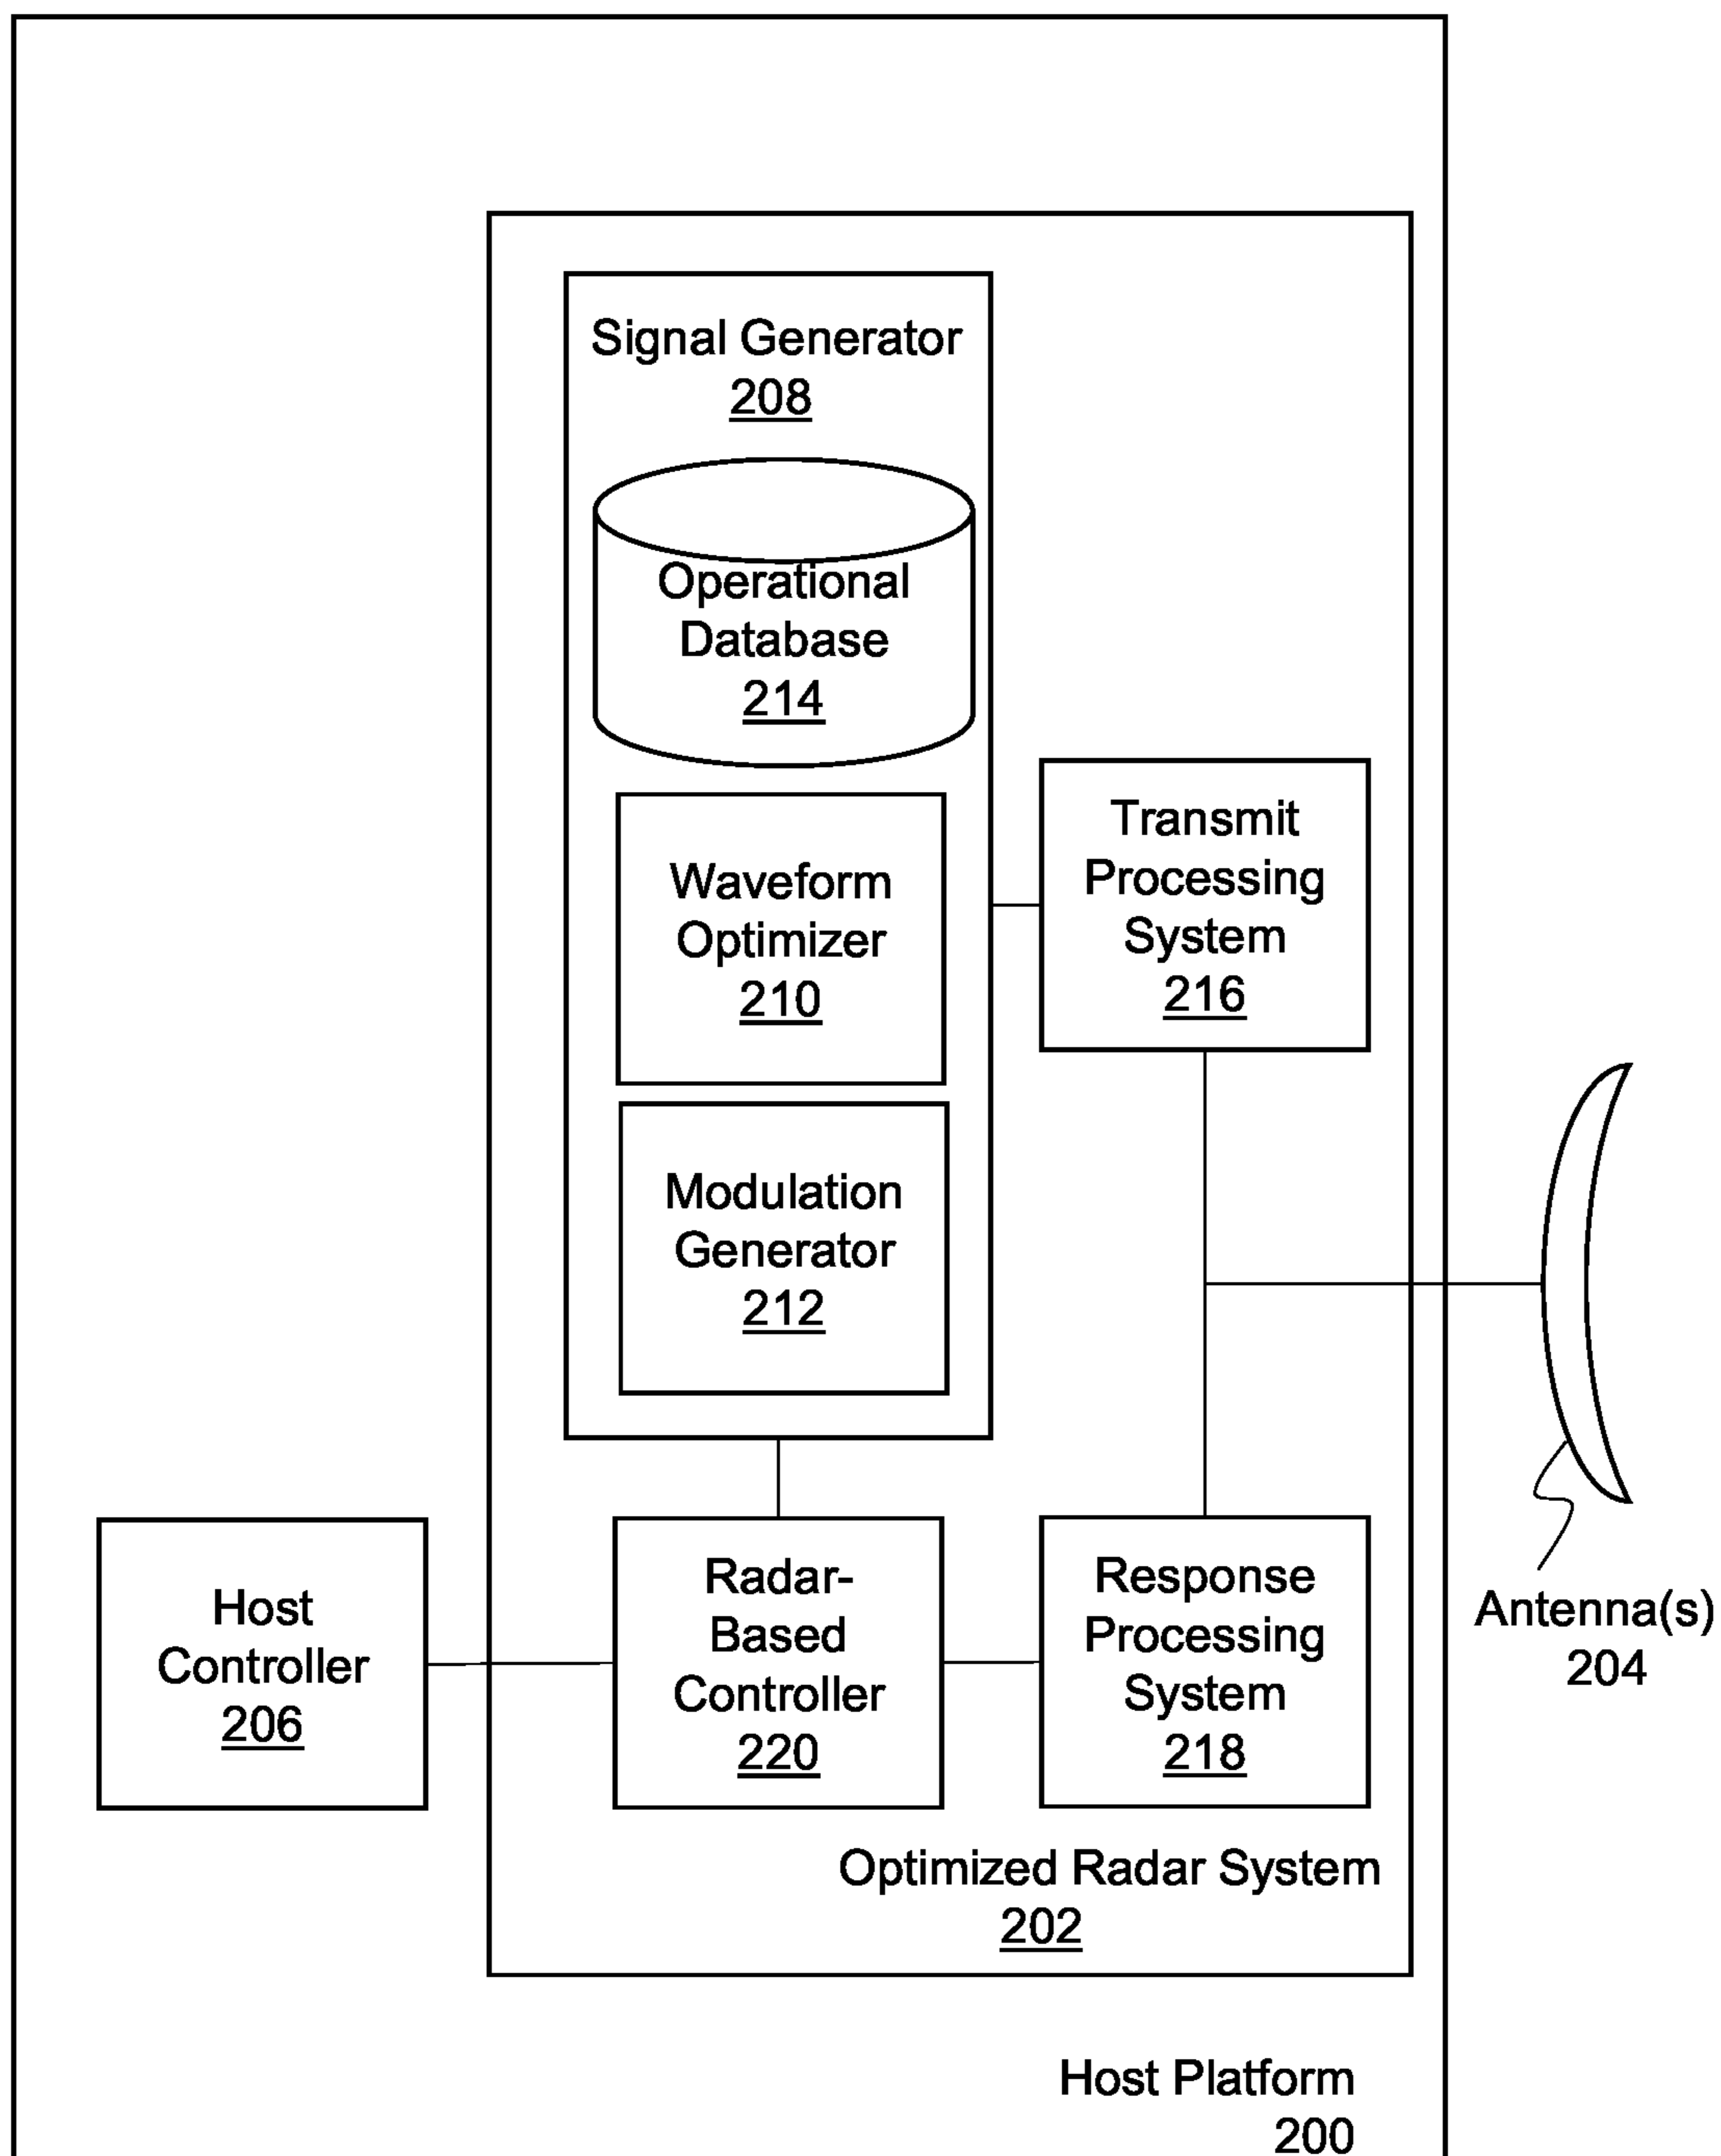 Signal Generator
208
Operational
Database
214
Waveform
Optimizer
210
Modulation
Generator
212
Transmit
Processing
System
216
Host
Controller
206
Radar-
Based
Controller
220
Response
Processing
System
218
Antenna(s)
204
Optimized Radar System
202
Host Platform
200